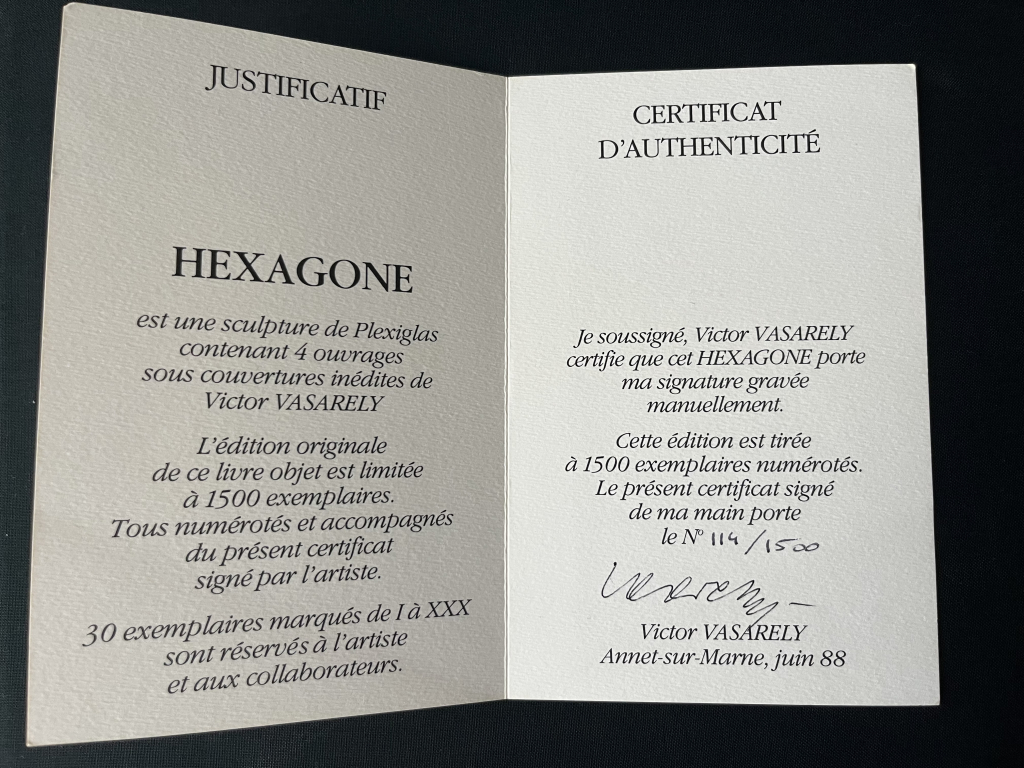 JUSTIFICATIF
HEXAGONE
est une sculpture de Plexiglas
contenant 4 ouvrages
sous couvertures inédites de
Victor VASARELY
L'édition originale
de ce livre objet est limitée
à 1500 exemplaires.
Tous numérotés et accompagnés
du présent certificat
signé par l'artiste.
30 exemplaires marqués de I à XXX
sont réservés à l'artiste
et aux collaborateurs.
CERTIFICAT
D'AUTHENTICITÉ
Je soussigné, Victor VASARELY
certifie que cet HEXAGONE porte
ma signature gravée
manuellement.
Cette édition est tirée
à 1500 exemplaires numérotés.
Le présent certificat signé
de ma main porte
le Nº 114/1500
Vasarely
Victor VASARELY
Annet-sur-Marne, juin 88